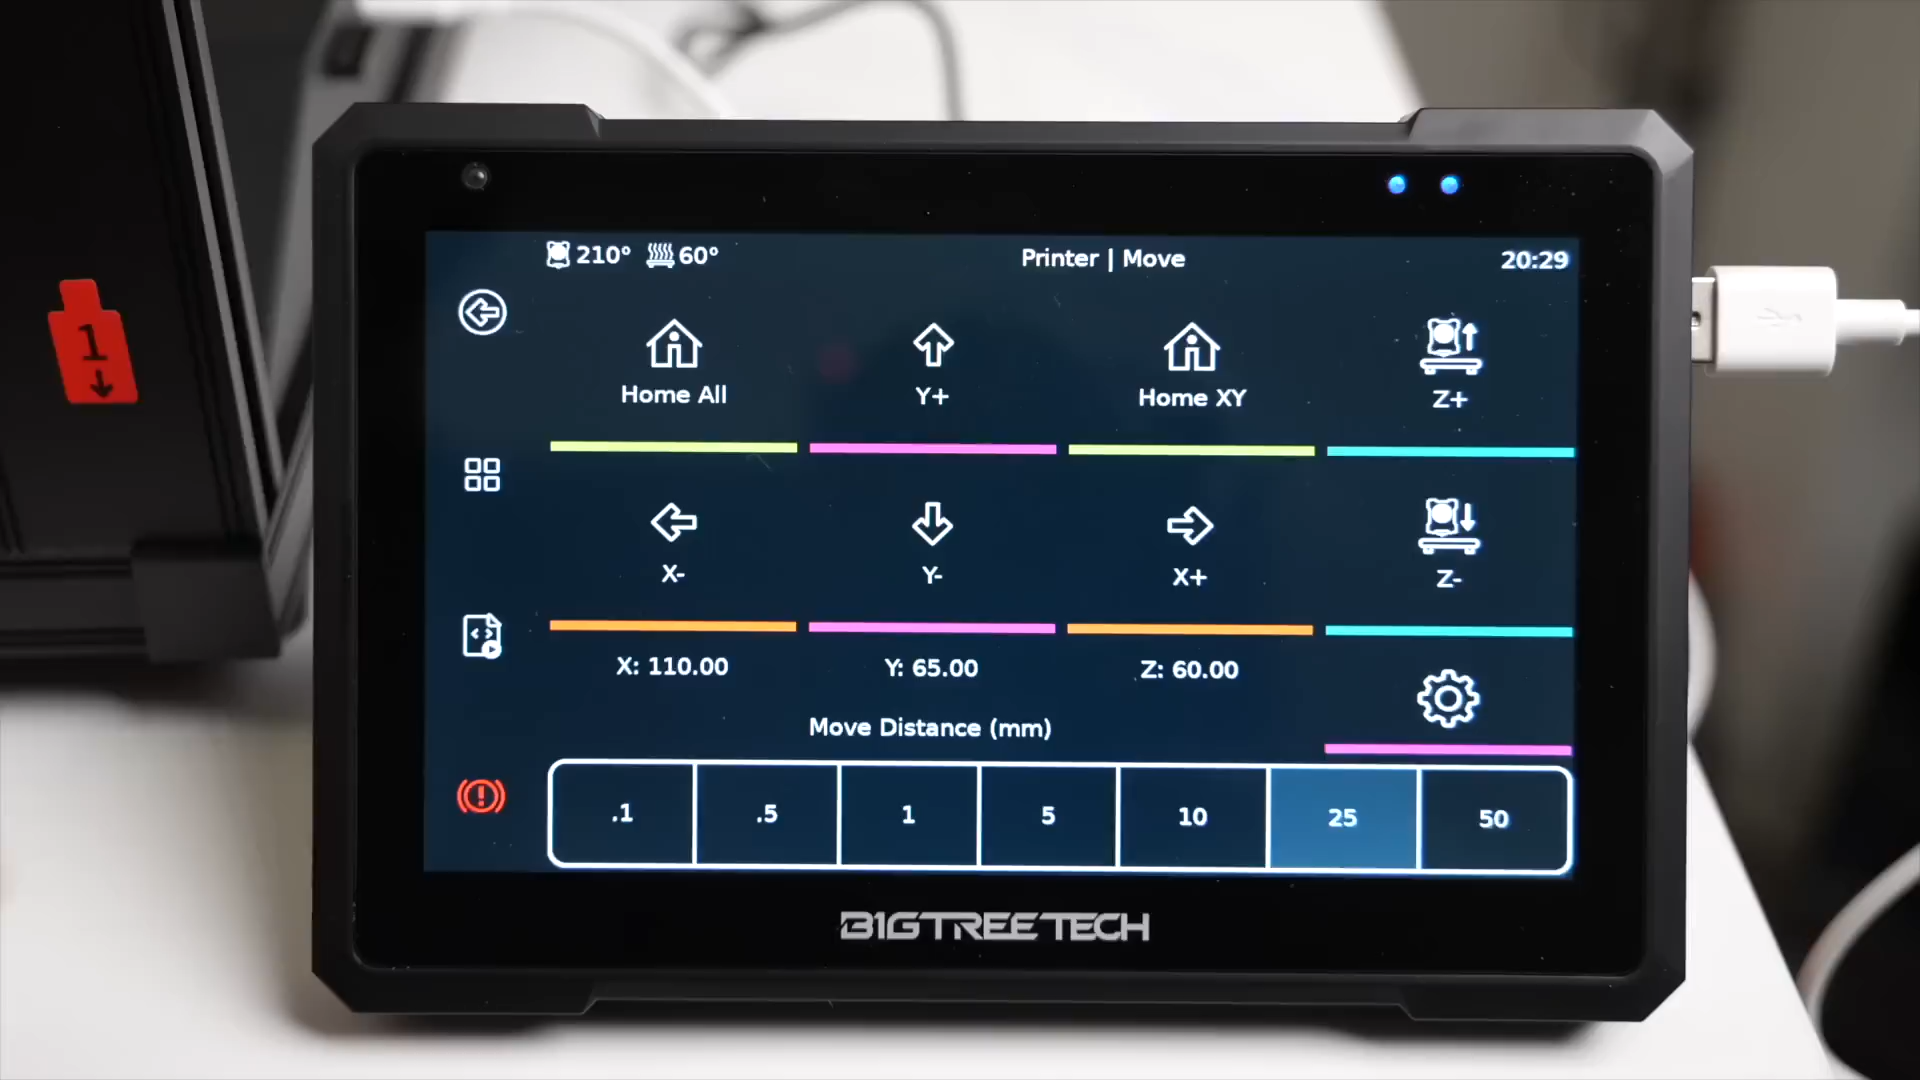 210° 60° Printer | Move 20:29
Home All Y+ Home XY Z+
X- Y- X+ Z-
X: 110.00 Y: 65.00 Z: 60.00
Move Distance (mm)
.1 .5 1 5 10 25 50
BIGTREETECH
1